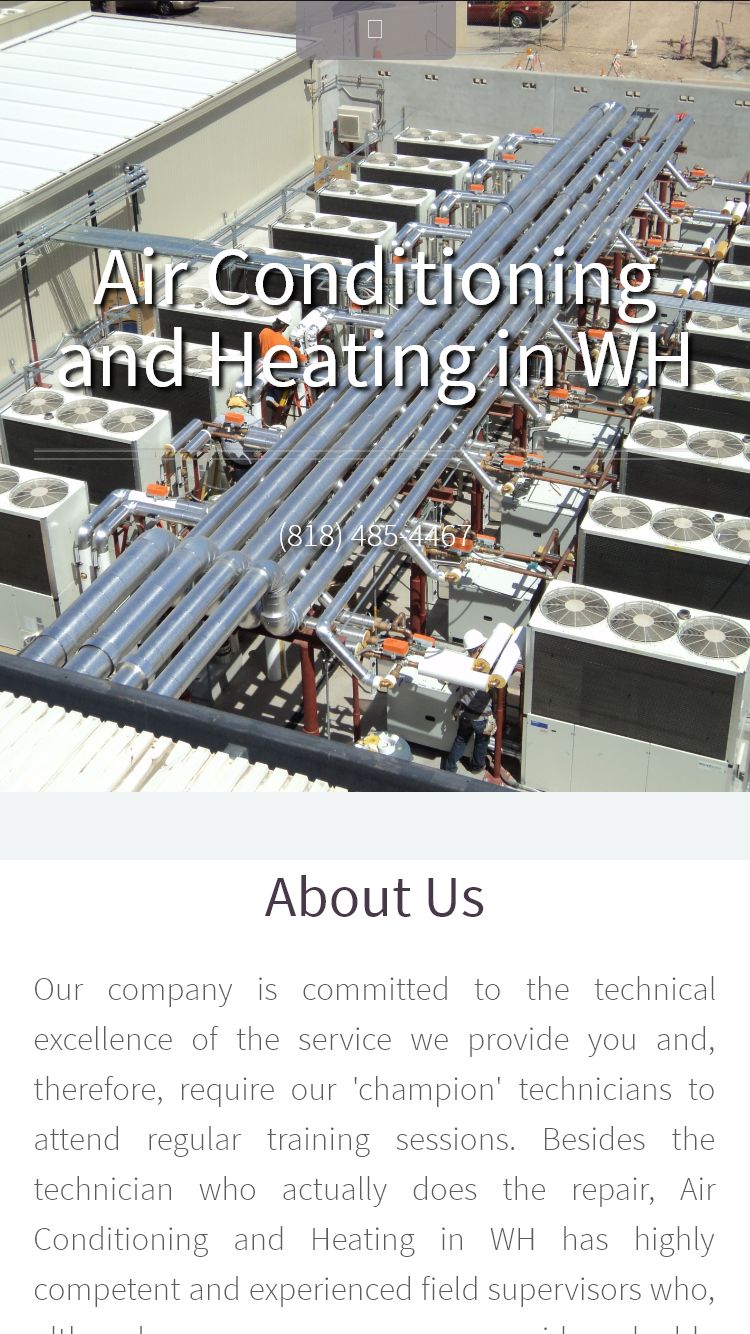 Air Conditioning
and Heating in WH
(818) 485-4467
About Us
Our company is committed to the technical
excellence of the service we provide you and,
therefore, require our 'champion' technicians to
attend regular training sessions. Besides the
technician who actually does the repair, Air
Conditioning and Heating in WH has highly
competent and experienced field supervisors who,